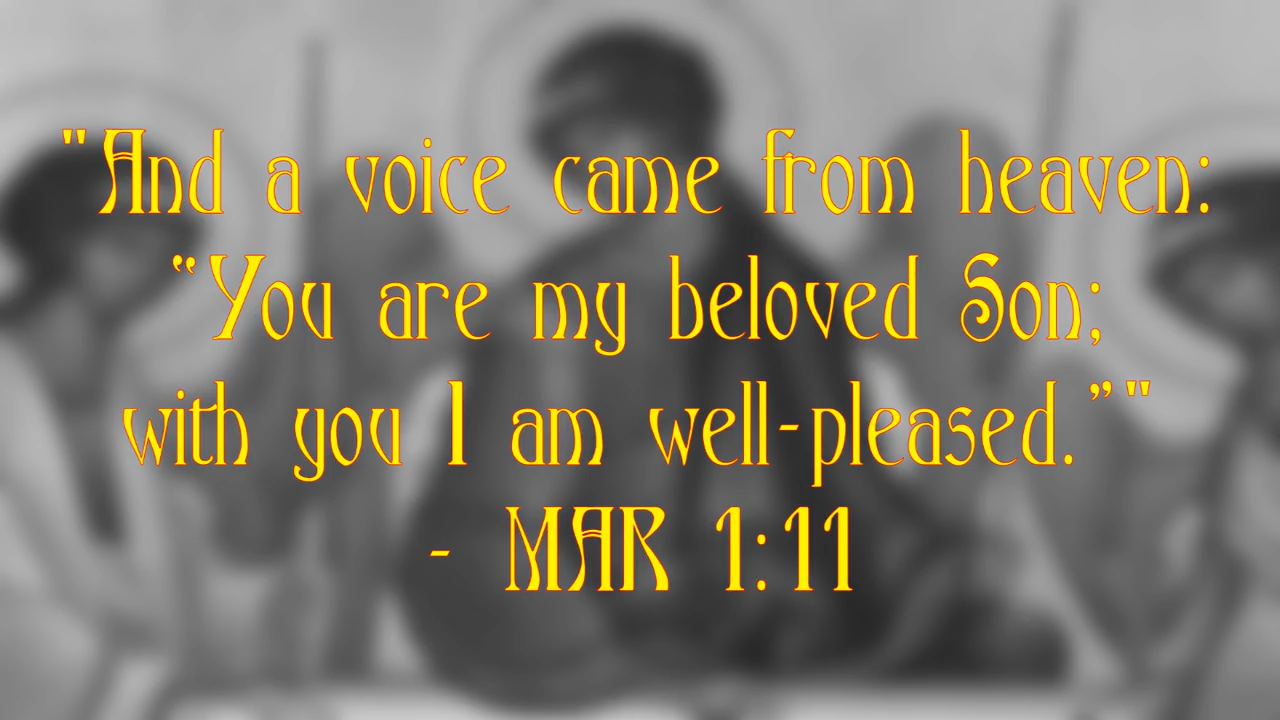 "And a voice came from heaven:
“You are my beloved Son;
with you I am well-pleased.”"
- MAR 1:11